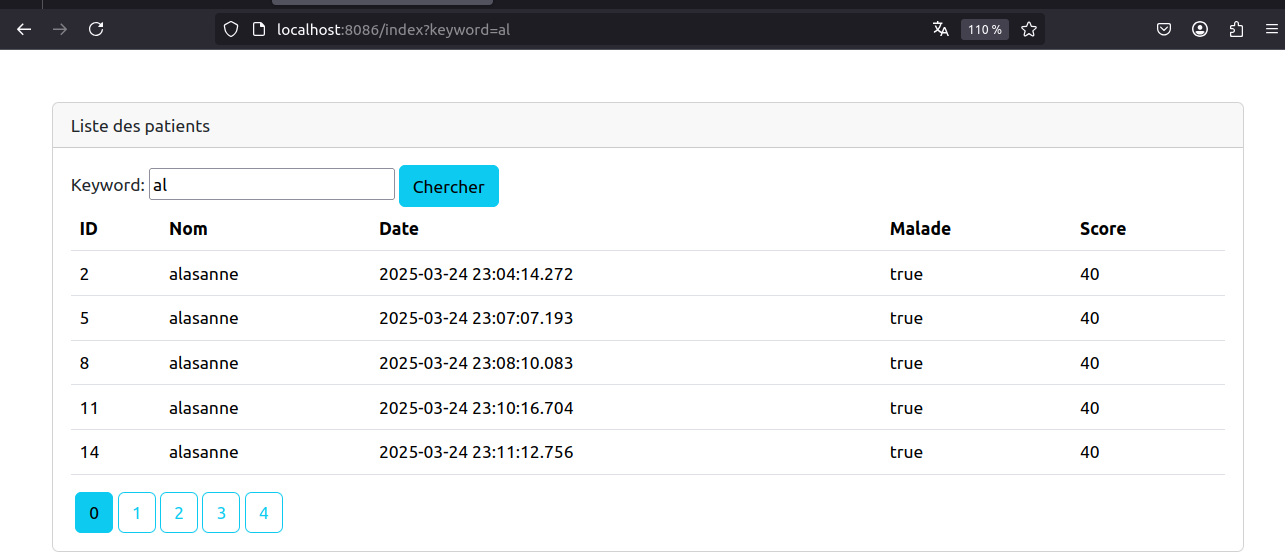 localhost:8086/index?keyword=al 110 %
Liste des patients
Keyword: al Chercher
ID Nom Date Malade Score
2 alasanne 2025-03-24 23:04:14.272 true 40
5 alasanne 2025-03-24 23:07:07.193 true 40
8 alasanne 2025-03-24 23:08:10.083 true 40
11 alasanne 2025-03-24 23:10:16.704 true 40
14 alasanne 2025-03-24 23:11:12.756 true 40
0 1 2 3 4